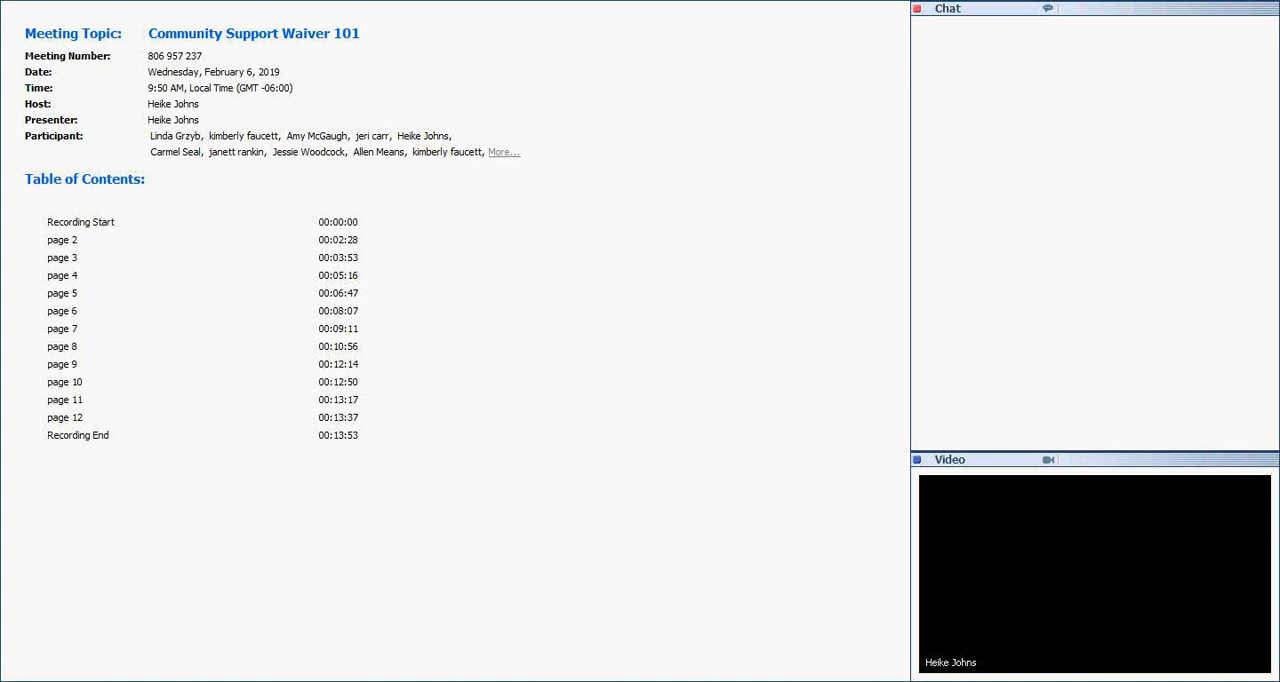 Meeting Topic: Community Support Waiver 101
Meeting Number: 806 957 237
Date: Wednesday, February 6, 2019
Time: 9:50 AM, Local Time (GMT -06:00)
Host: Heike Johns
Presenter: Heike Johns
Participant: Linda Grzyb, kimberly faucett, Amy McGaugh, jeri carr, Heike Johns,
Carmel Seal, janett rankin, Jessie Woodcock, Allen Means, kimberly faucett, More...
Table of Contents:
Recording Start 00:00:00
page 2 00:02:28
page 3 00:03:53
page 4 00:05:16
page 5 00:06:47
page 6 00:08:07
page 7 00:09:11
page 8 00:10:56
page 9 00:12:14
page 10 00:12:50
page 11 00:13:17
page 12 00:13:37
Recording End 00:13:53
Chat
Video
Heike Johns